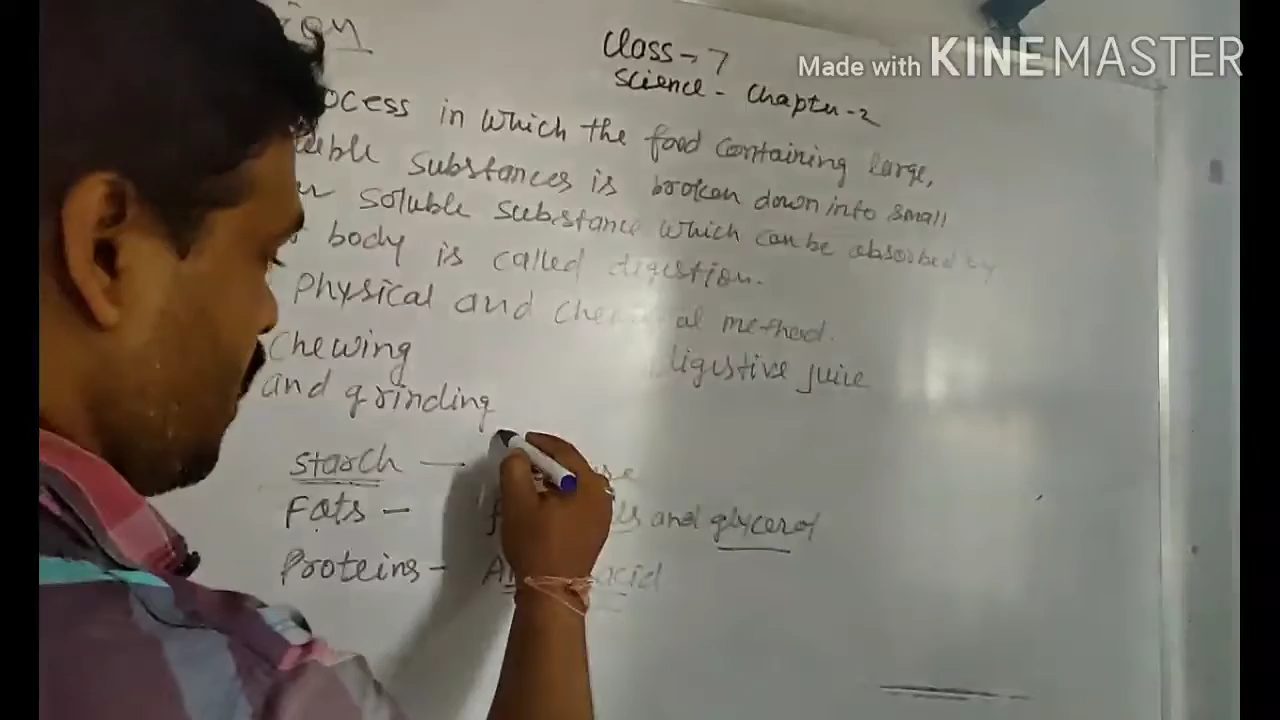 Class → 7
Made with KINEMASTER
Science - Chapter - 2
in which the food containing large,
substances is broken down into small
soluble substance which can be absorbed by
body is called digestion.
Physical and chemical method.
Chewing
digestive juice
and grinding
Starch —
Fats — and glycerol
Proteins - acid